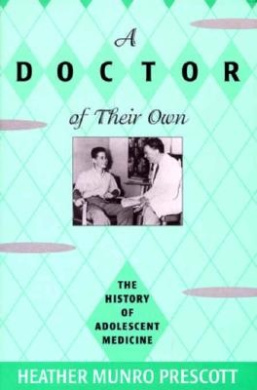 A
DOCTOR
of Their Own
THE
HISTORY
OF
ADOLESCENT
MEDICINE
HEATHER MUNRO PRESCOTT